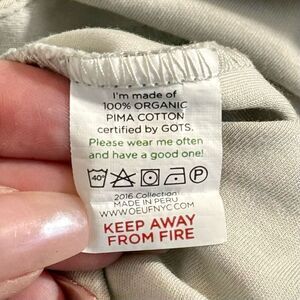 I'm made of
100% ORGANIC
PIMA COTTON
certified by GOTS.
Please wear me often
and have a good one!
40°
P
2016 Collection
MADE IN PERU
WWW.OEUFNYC.COM
KEEP AWAY
FROM FIRE